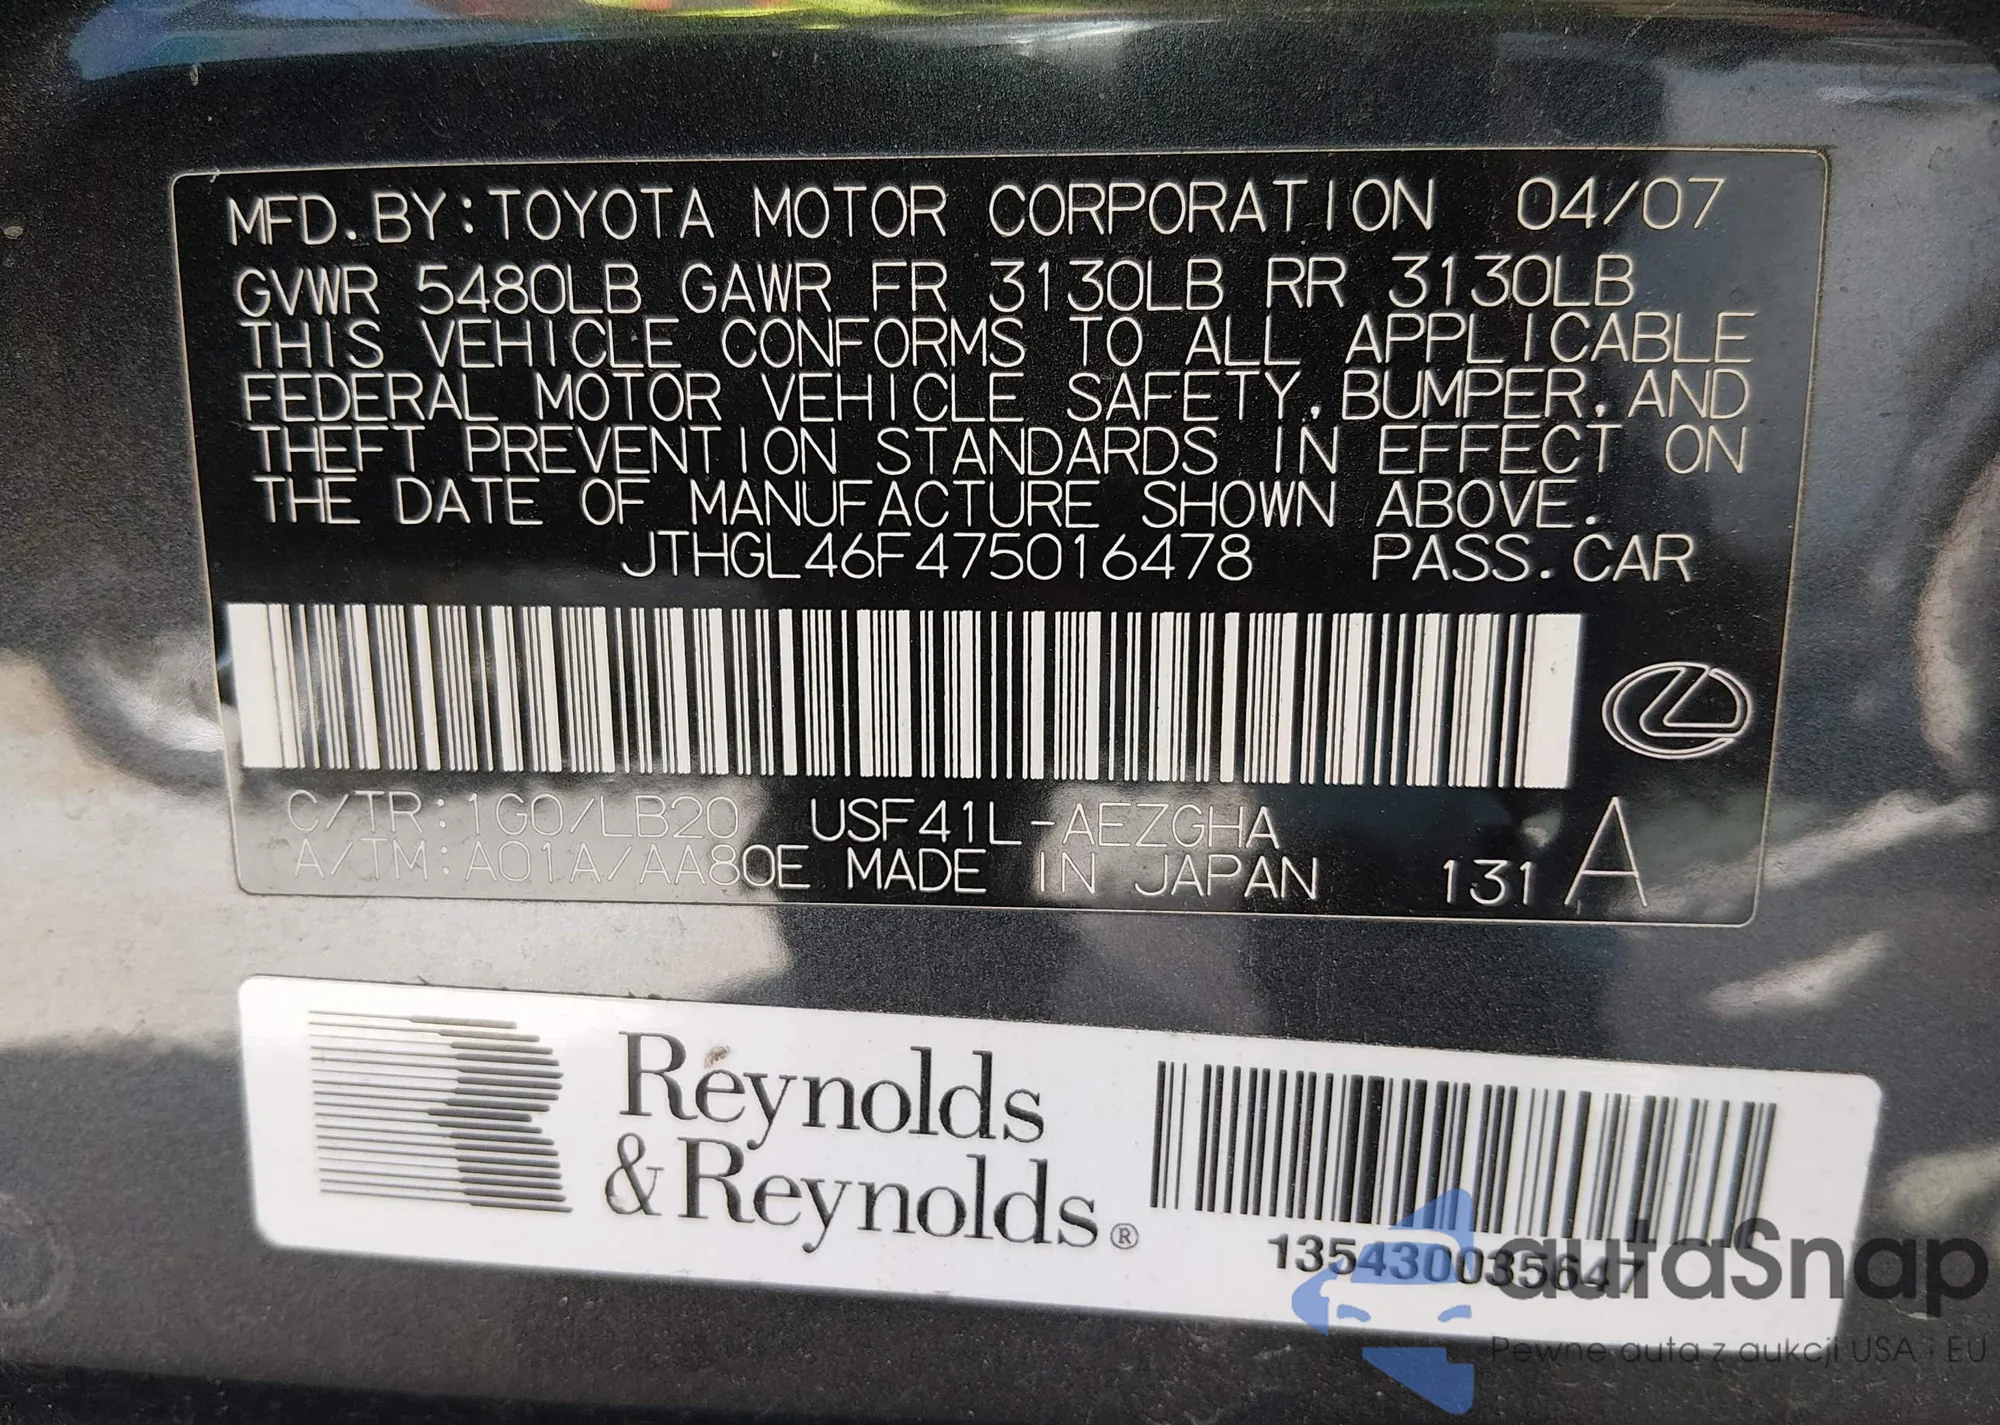 MFD. BY: TOYOTA MOTOR CORPORATION 04/07
GVWR 5480LB GAWR FR 3130LB RR 3130LB
THIS VEHICLE CONFORMS TO ALL APPLICABLE
FEDERAL MOTOR VEHICLE SAFETY, BUMPER, AND
THEFT PREVENTION STANDARDS IN EFFECT ON
THE DATE OF MANUFACTURE SHOWN ABOVE.
JTHGL46F475016478 PASS. CAR
C/TR: 1G0/LB20 USF41L-AEZGHA
A/TM: A01A/AA80E MADE IN JAPAN 131 A
Reynolds
& Reynolds®
135430035647
autaSnap
Pewne auta z aukcji USA i EU